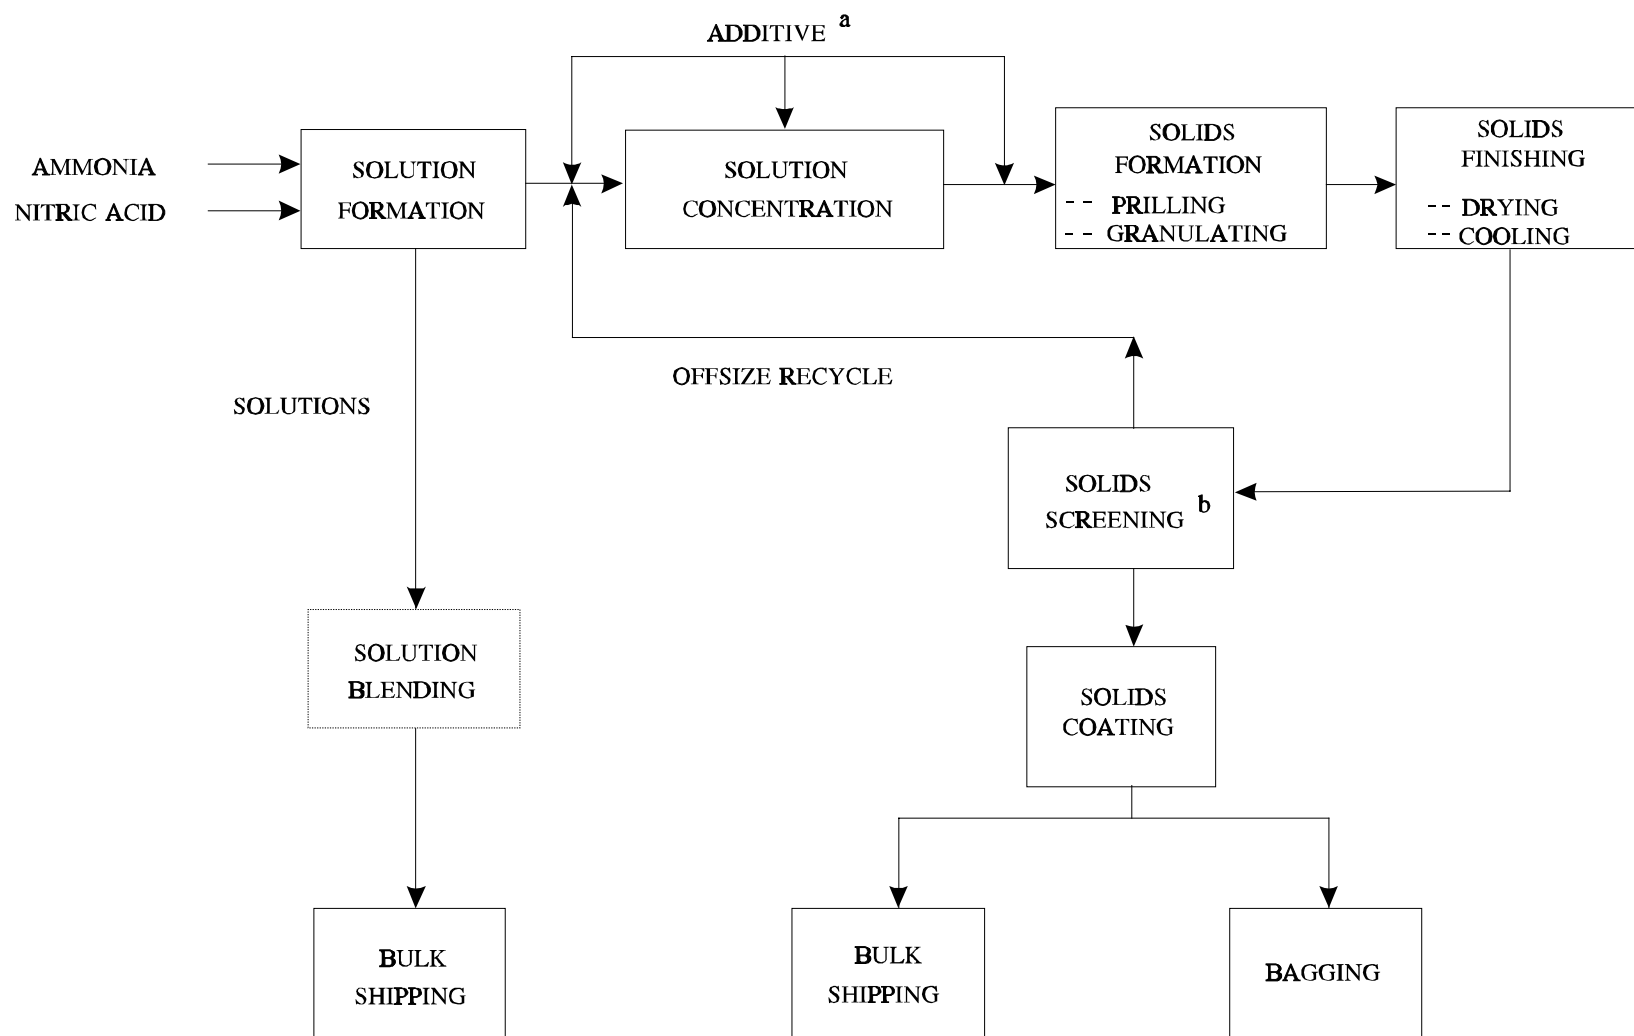 ADDITIVE a
AMMONIA
NITRIC ACID
SOLUTION
FORMATION
SOLUTION
CONCENTRATION
SOLIDS
FORMATION
-- PRILLING
-- GRANULATING
SOLIDS
FINISHING
-- DRYING
-- COOLING
OFFSIZE RECYCLE
SOLUTIONS
SOLIDS
SCREENING b
SOLUTION
BLENDING
SOLIDS
COATING
BULK
SHIPPING
BULK
SHIPPING
BAGGING